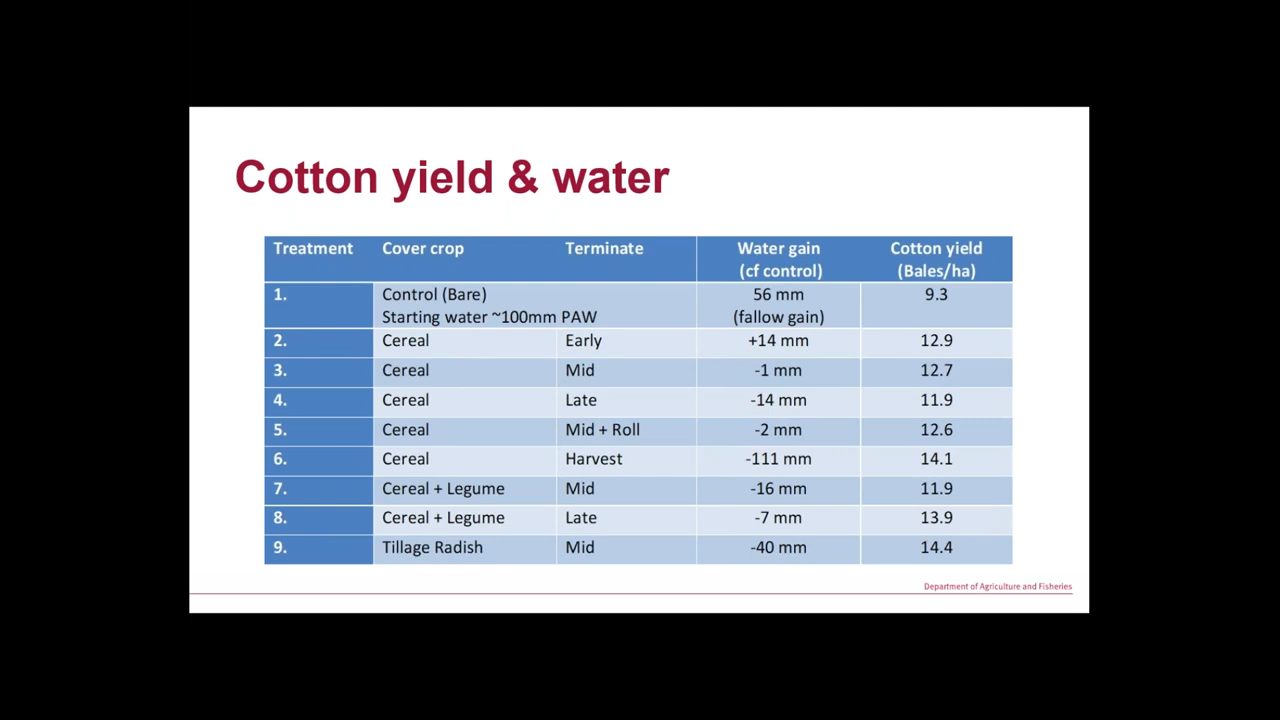 Cotton yield & water
Treatment Cover crop Terminate Water gain Cotton yield
(cf control) (Bales/ha)
1. Control (Bare) 56 mm 9.3
Starting water ~100mm PAW (fallow gain)
2. Cereal Early +14 mm 12.9
3. Cereal Mid -1 mm 12.7
4. Cereal Late -14 mm 11.9
5. Cereal Mid + Roll -2 mm 12.6
6. Cereal Harvest -111 mm 14.1
7. Cereal + Legume Mid -16 mm 11.9
8. Cereal + Legume Late -7 mm 13.9
9. Tillage Radish Mid -40 mm 14.4
Department of Agriculture and Fisheries